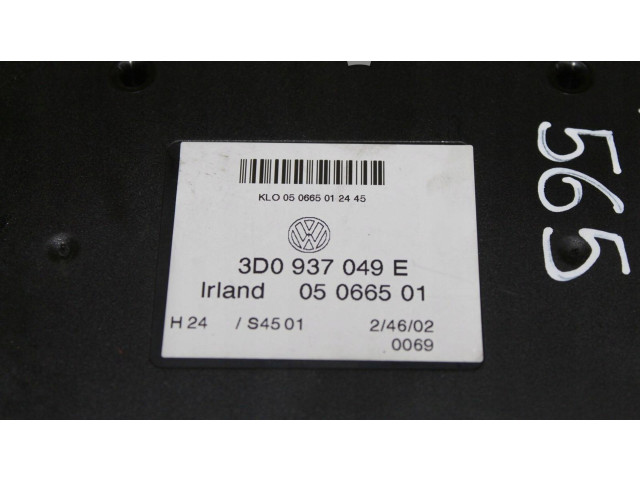 KLO 05 0665 01 24 45
3D0 937 049 E
Irland 05 0665 01
H 24 / S45 01 2/46/02
0069
565